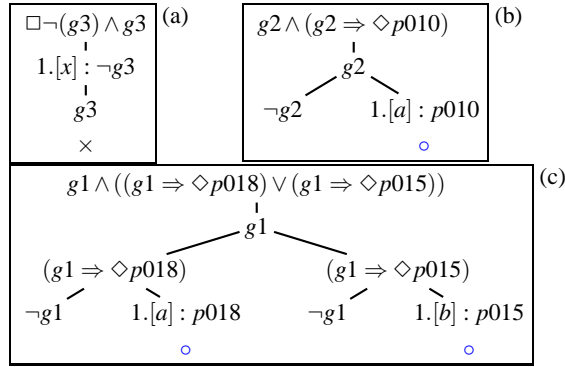 □¬(g3) ∧ g3 (a)
1.[x] : ¬g3
g3
×
g2 ∧ (g2 ⇒ ◇p010) (b)
g2
¬g2 1.[a] : p010
○
g1 ∧ ((g1 ⇒ ◇p018) ∨ (g1 ⇒ ◇p015)) (c)
g1
(g1 ⇒ ◇p018) (g1 ⇒ ◇p015)
¬g1 1.[a] : p018 ¬g1 1.[b] : p015
○ ○